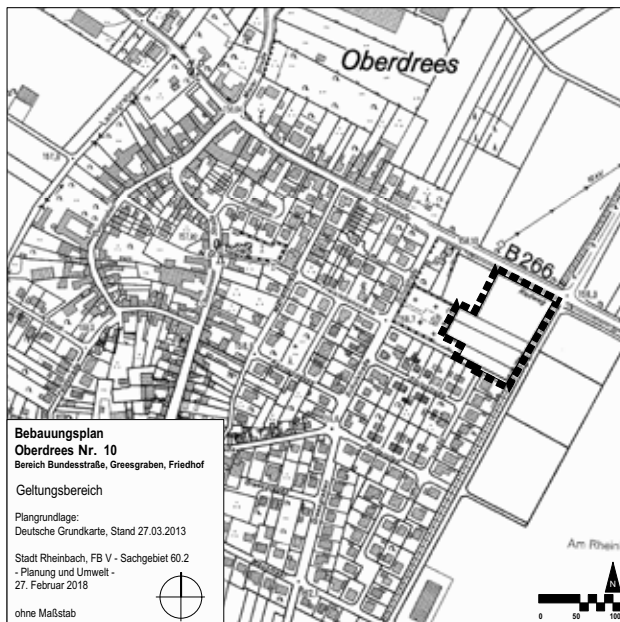 Oberdrees
B266
Am Rhein
Bebauungsplan
Oberdrees Nr. 10
Bereich Bundesstraße, Greesgraben, Friedhof
Geltungsbereich
Plangrundlage:
Deutsche Grundkarte, Stand 27.03.2013
Stadt Rheinbach, FB V - Sachgebiet 60.2
- Planung und Umwelt -
27. Februar 2018
ohne Maßstab
N
0 50 100